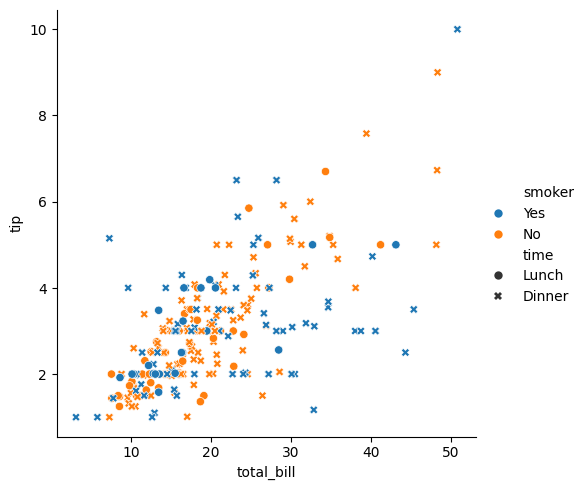 10
8
6
4
2
tip
10
20
30
40
50
total_bill
smoker
Yes
No
time
Lunch
Dinner